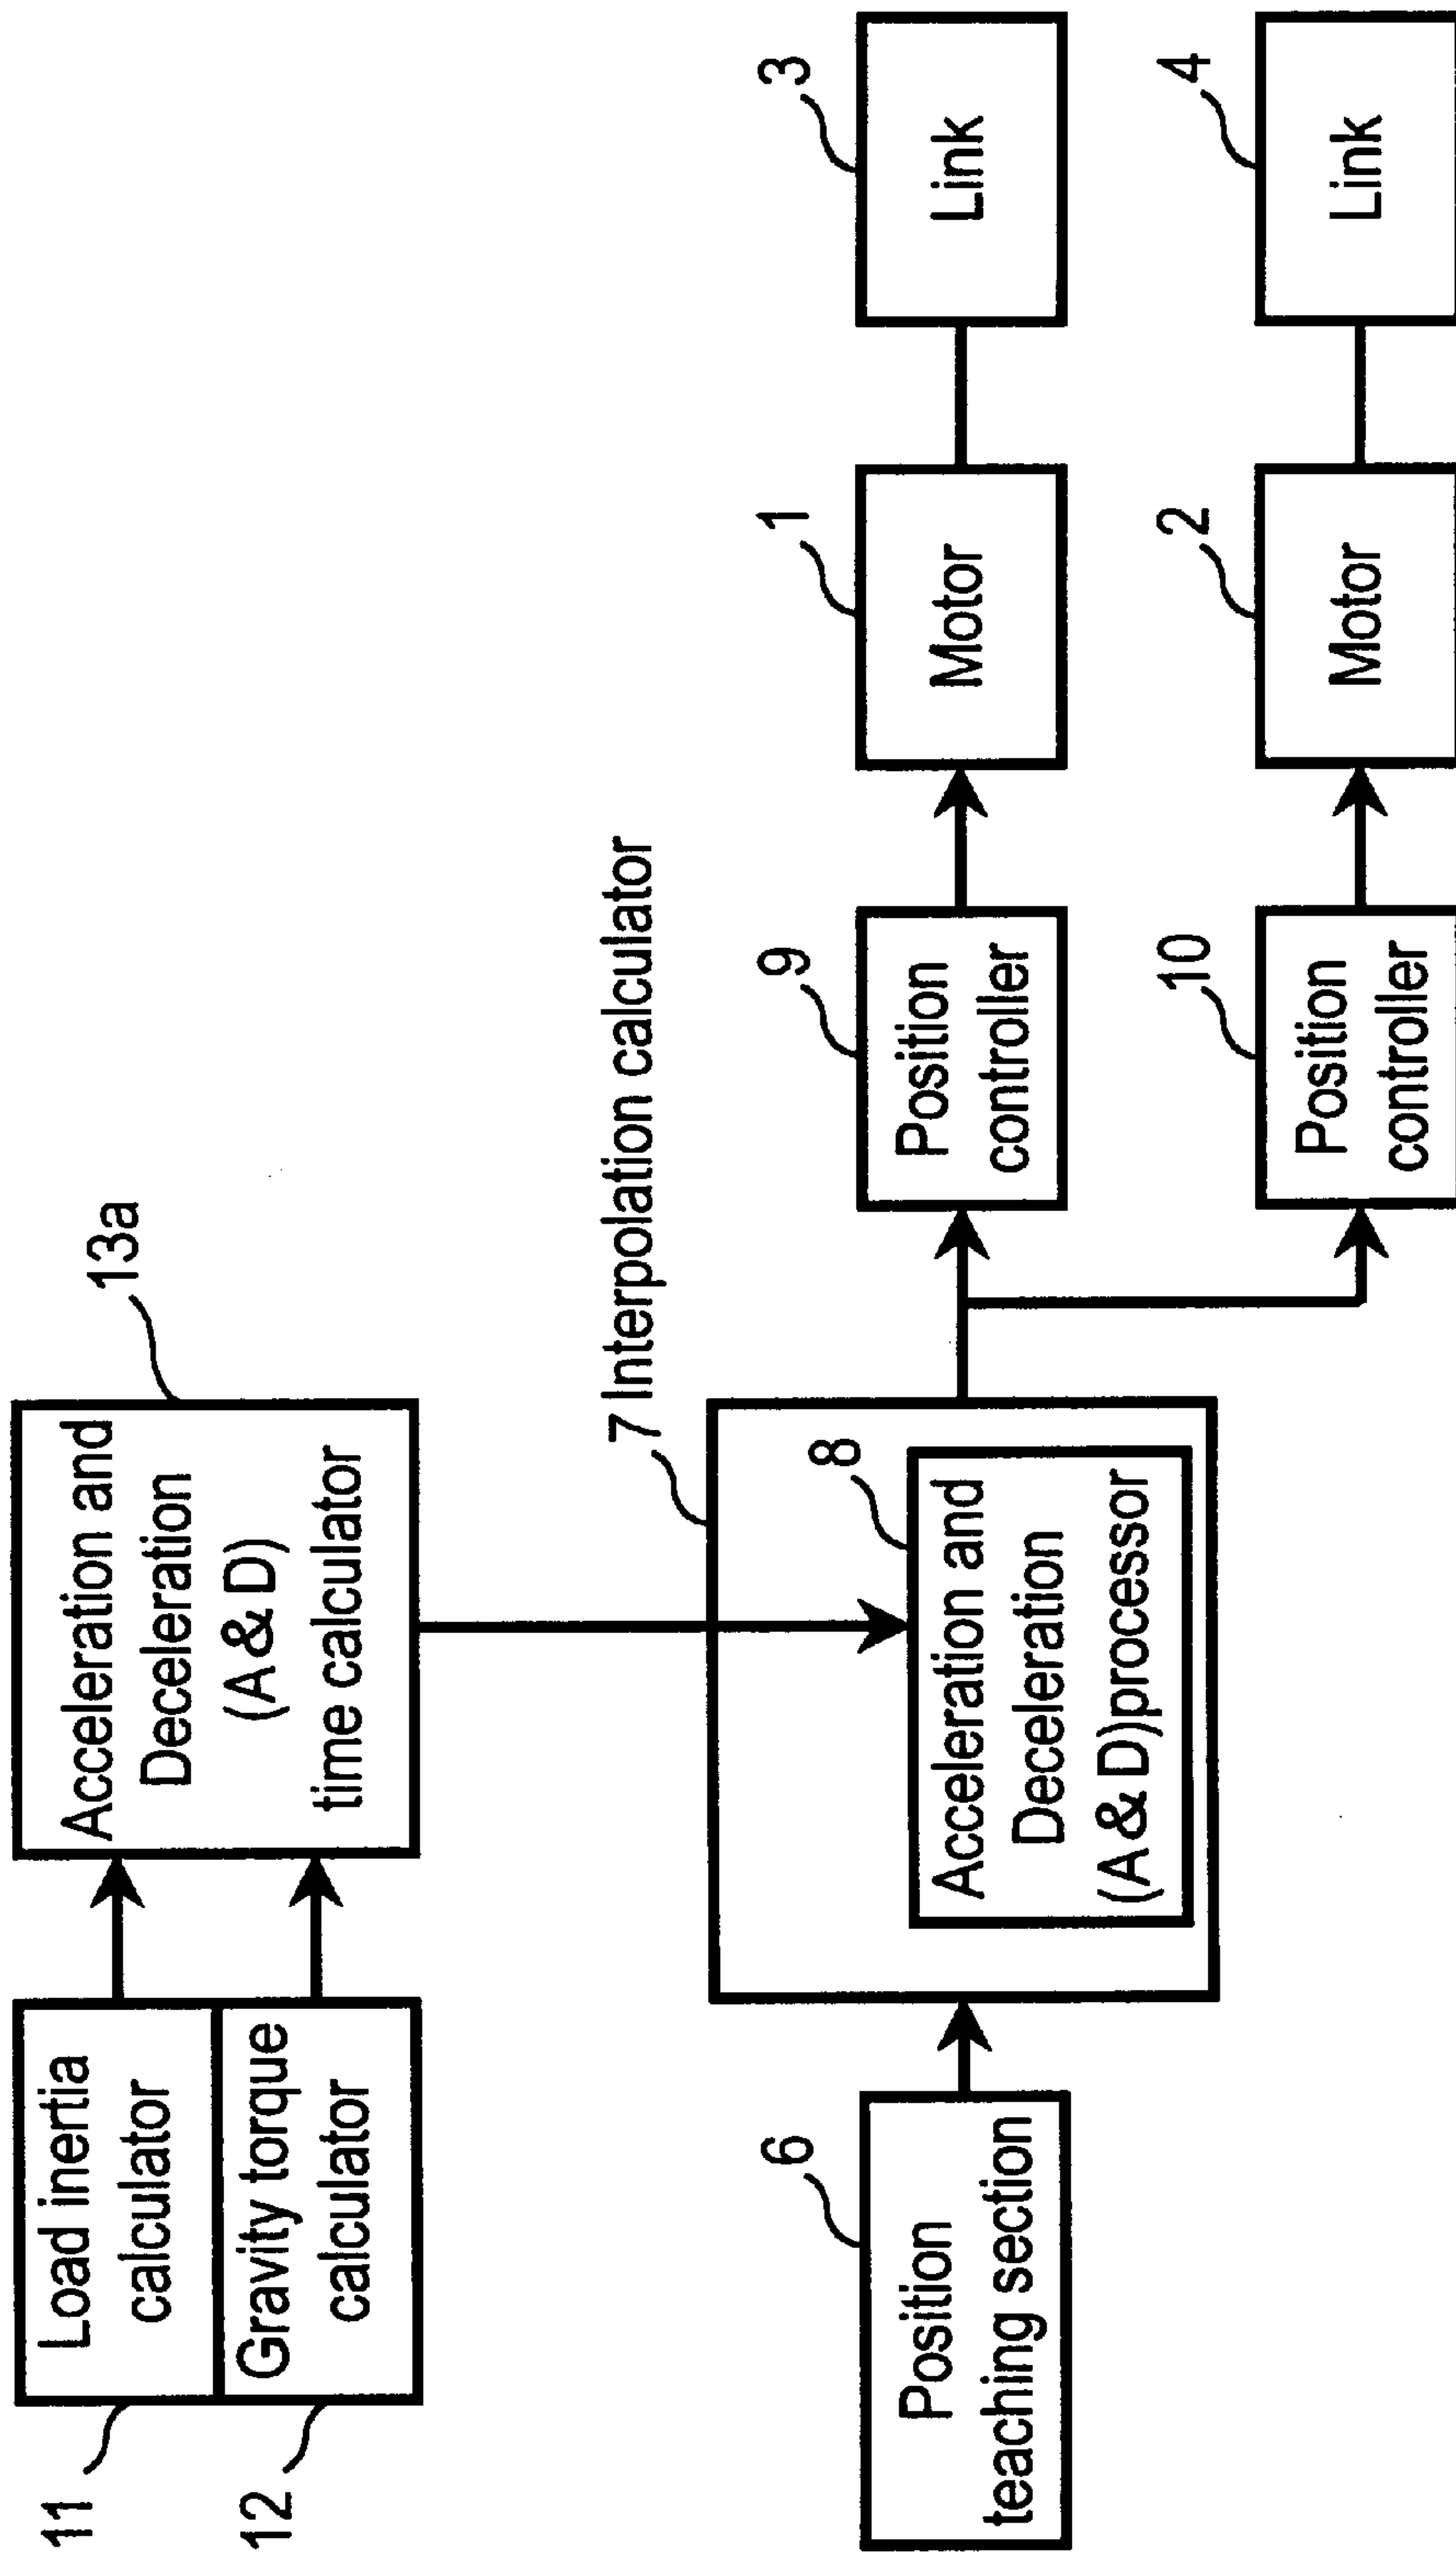 11
Load inertia
calculator
12
Gravity torque
calculator
13a
Acceleration and
Deceleration
(A & D)
time calculator
6
Position
teaching section
7 Interpolation calculator
8
Acceleration and
Deceleration
(A & D)processor
9
Position
controller
1
Motor
3
Link
10
Position
controller
2
Motor
4
Link